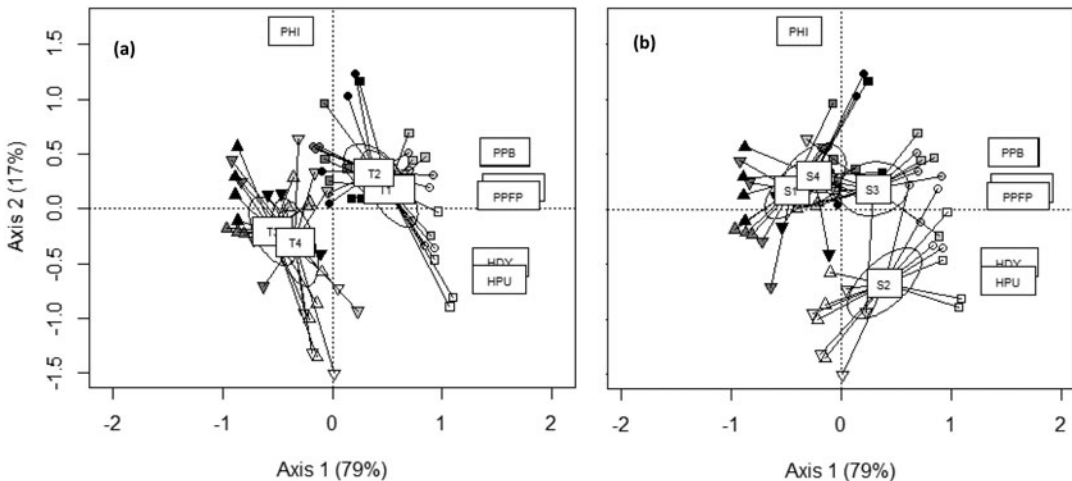 (a)
PHI
PPB
PPFP
HDY
HPU
T2
T1
T4
1.5
1.0
0.5
0.0
-0.5
-1.0
-1.5
Axis 2 (17%)
-2 -1 0 1 2
Axis 1 (79%)
(b)
PHI
PPB
PPFP
HDY
HPU
S4
S1
S3
S2
-2 -1 0 1 2
Axis 1 (79%)